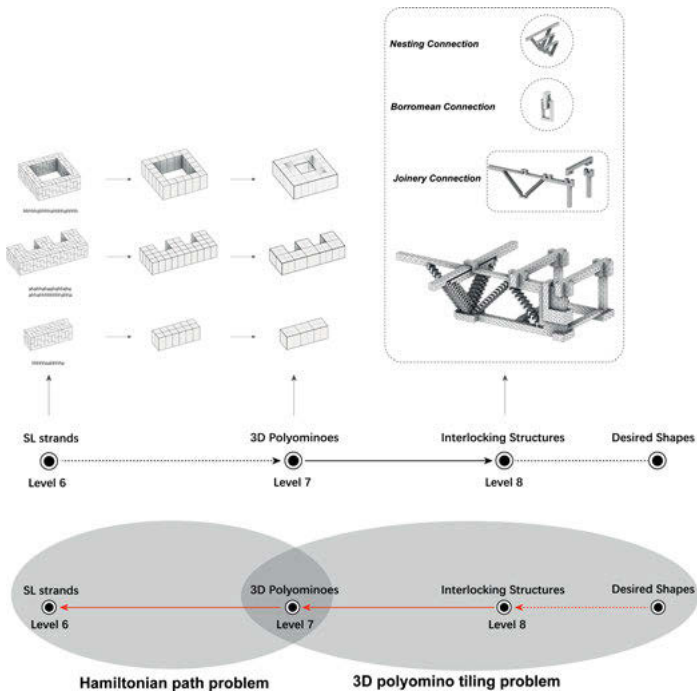 Nesting Connection
Borromean Connection
Joinery Connection
SL strands
3D Polyominoes
Interlocking Structures
Desired Shapes
Level 6
Level 7
Level 8
SL strands
3D Polyominoes
Interlocking Structures
Desired Shapes
Level 6
Level 7
Level 8
Hamiltonian path problem
3D polyomino tiling problem